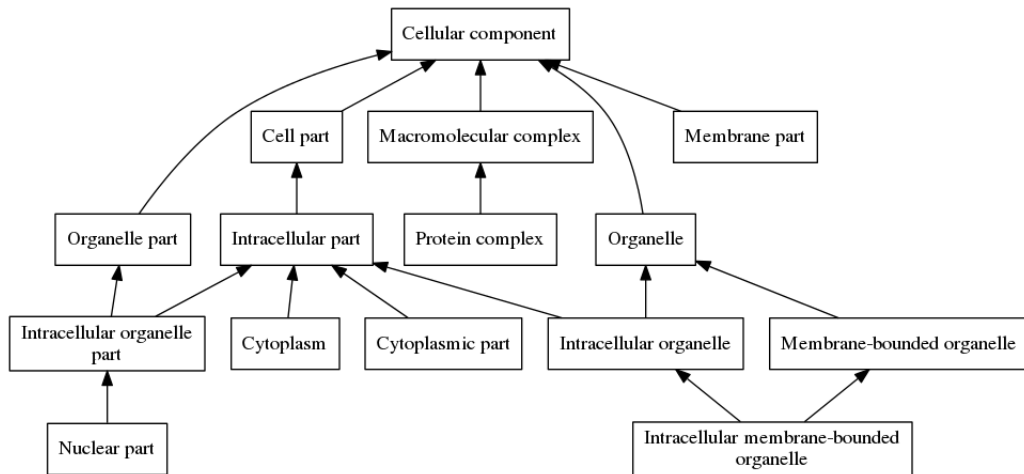 Cellular component
Cell part
Macromolecular complex
Membrane part
Organelle part
Intracellular part
Protein complex
Organelle
Intracellular organelle
part
Cytoplasm
Cytoplasmic part
Intracellular organelle
Membrane-bounded organelle
Nuclear part
Intracellular membrane-bounded
organelle